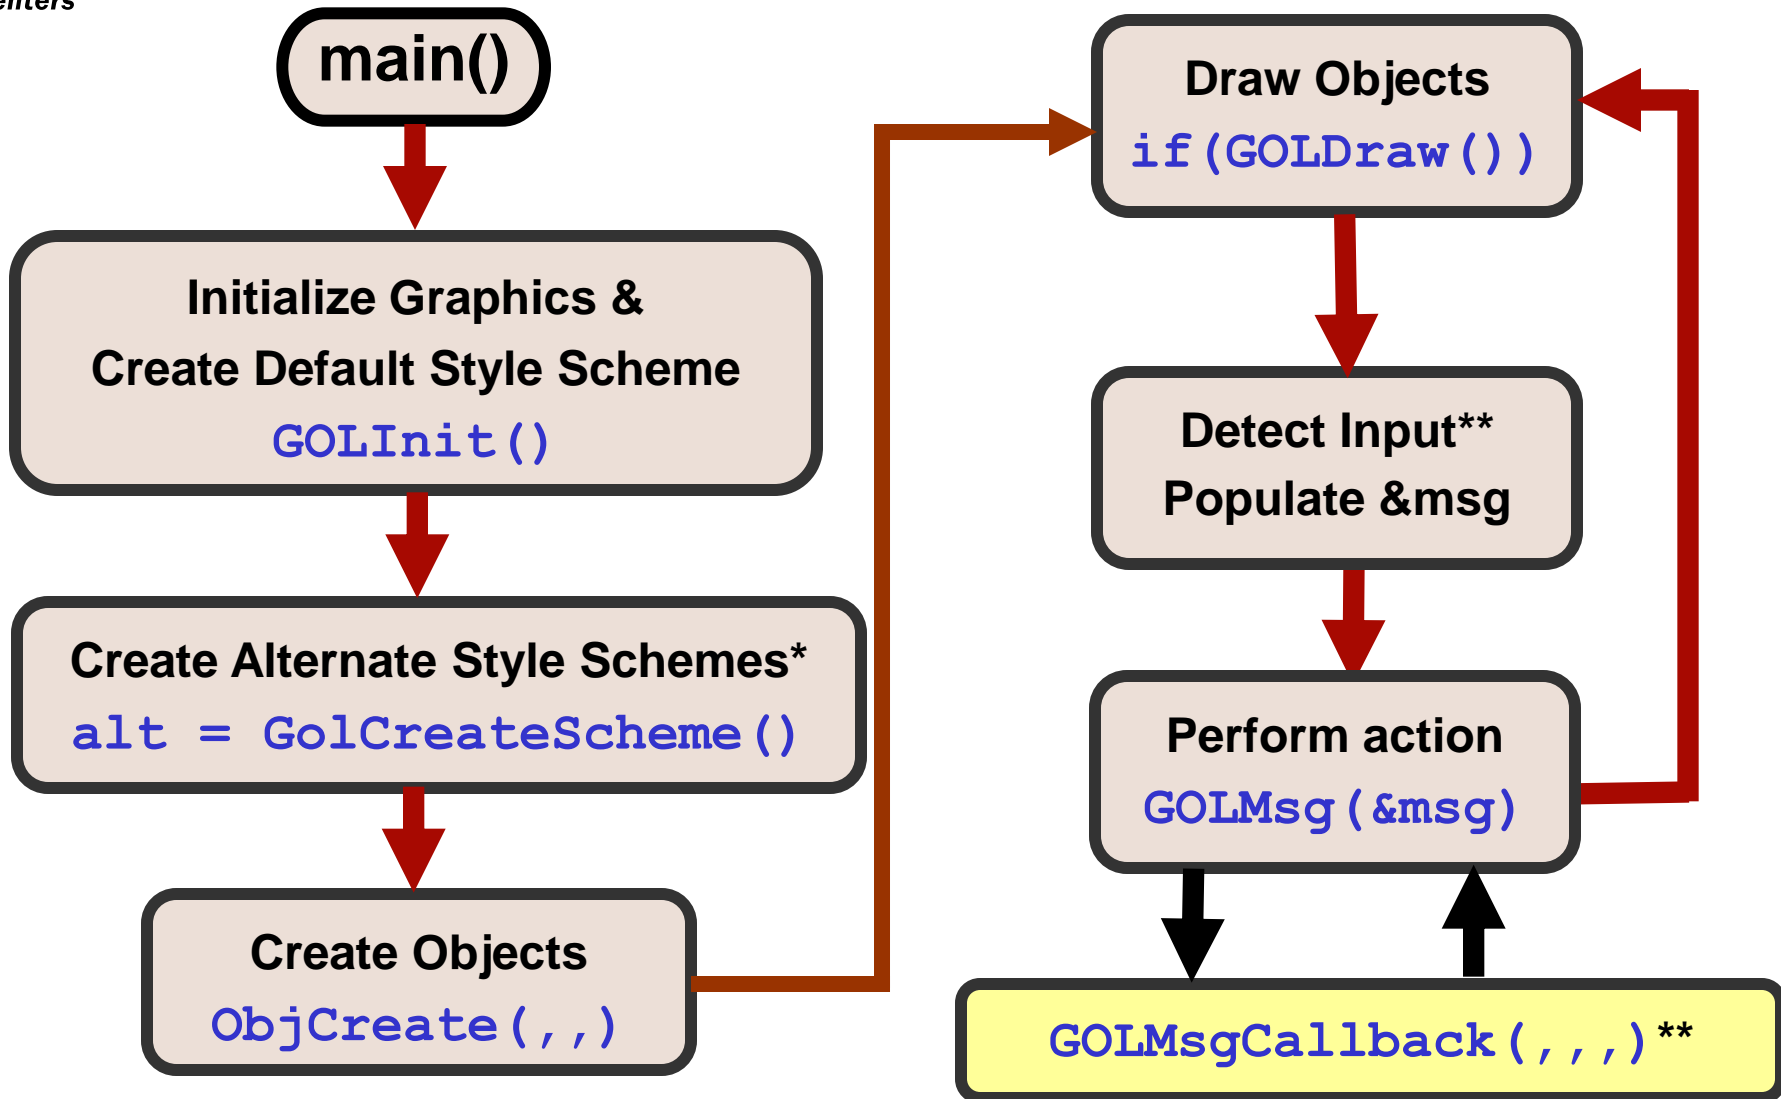 main()
Initialize Graphics &
Create Default Style Scheme
GOLInit()
Create Alternate Style Schemes*
alt = GolCreateScheme()
Create Objects
ObjCreate(,,)
Draw Objects
if(GOLDraw())
Detect Input**
Populate &msg
Perform action
GOLMsg(&msg)
GOLMsgCallback(,,,)**